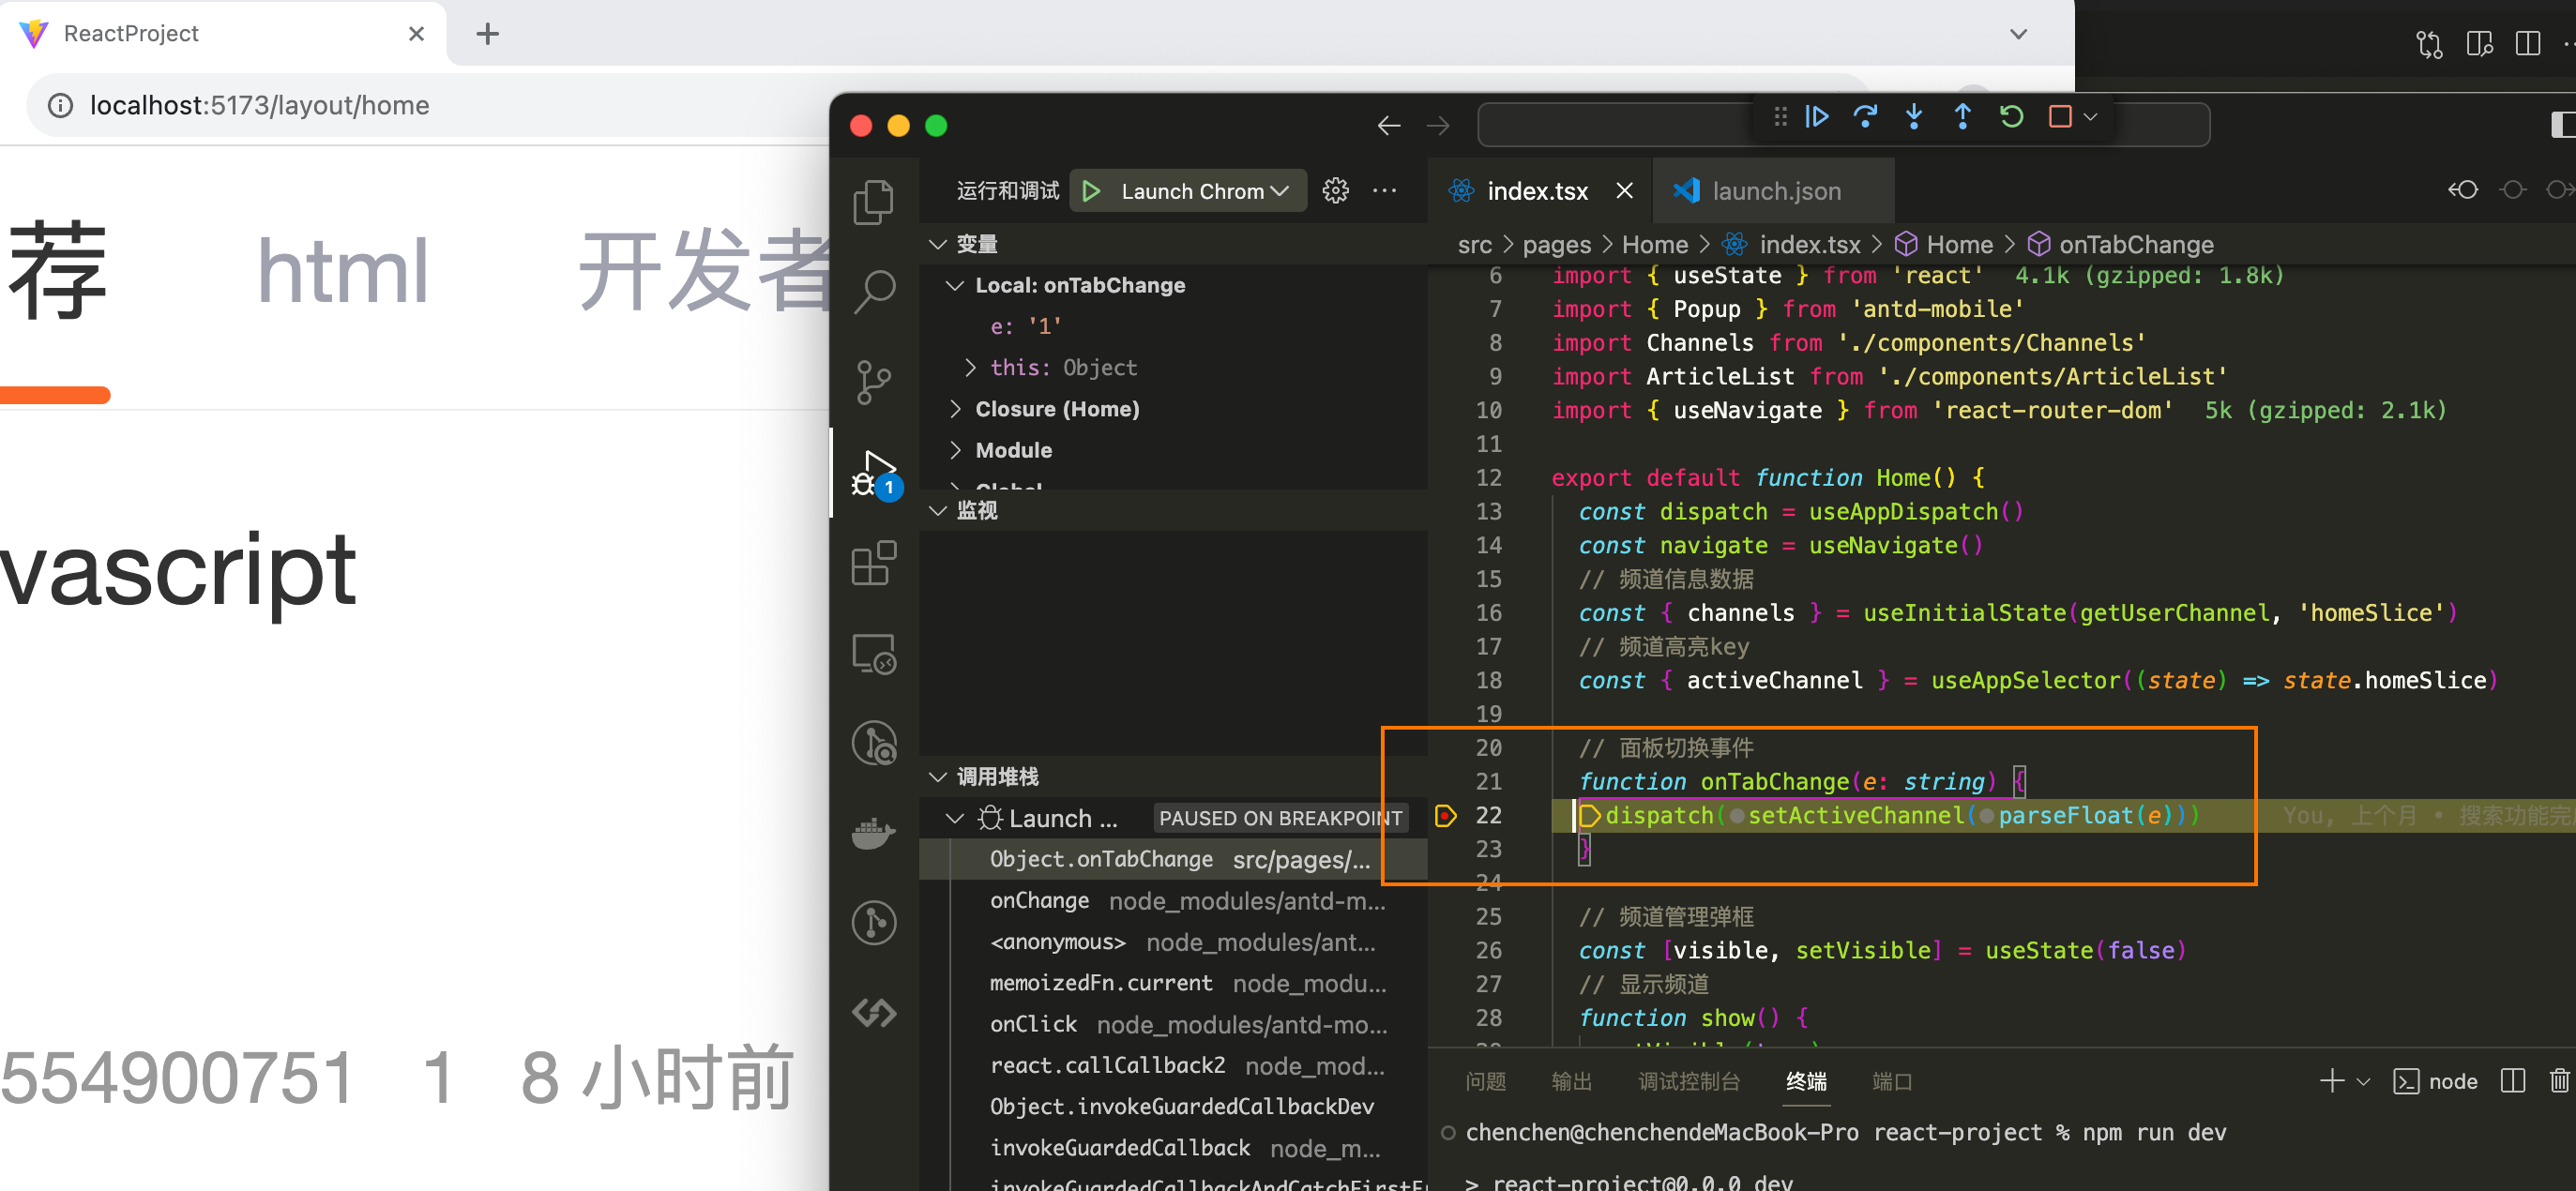 ReactProject
localhost:5173/layout/home
荐 html 开发者
vascript
554900751 1 8 小时前
运行和调试 Launch Chrom
变量
Local: onTabChange
e: '1'
this: Object
Closure (Home)
Module
Global
监视
调用堆栈
Launch ... PAUSED ON BREAKPOINT
Object.onTabChange src/pages/...
onChange node_modules/antd-m...
<anonymous> node_modules/ant...
memoizedFn.current node_modu...
onClick node_modules/antd-mo...
react.callCallback2 node_mod...
Object.invokeGuardedCallbackDev
invokeGuardedCallback node_m...
1
index.tsx launch.json
src > pages > Home > index.tsx > Home > onTabChange
6 import { useState } from 'react' 4.1k (gzipped: 1.8k)
7 import { Popup } from 'antd-mobile'
8 import Channels from './components/Channels'
9 import ArticleList from './components/ArticleList'
10 import { useNavigate } from 'react-router-dom' 5k (gzipped: 2.1k)
11
12 export default function Home() {
13 const dispatch = useAppDispatch()
14 const navigate = useNavigate()
15 // 频道信息数据
16 const { channels } = useInitialState(getUserChannel, 'homeSlice')
17 // 频道高亮key
18 const { activeChannel } = useAppSelector((state) => state.homeSlice)
19
20 // 面板切换事件
21 function onTabChange(e: string) {
22 dispatch(setActiveChannel(parseFloat(e))) You, 上个月 • 搜索功能完
23 }
24
25 // 频道管理弹框
26 const [visible, setVisible] = useState(false)
27 // 显示频道
28 function show() {
问题 输出 调试控制台 终端 端口 node
chenchen@chenchendeMacBook-Pro react-project % npm run dev
> react-project@0.0.0 dev